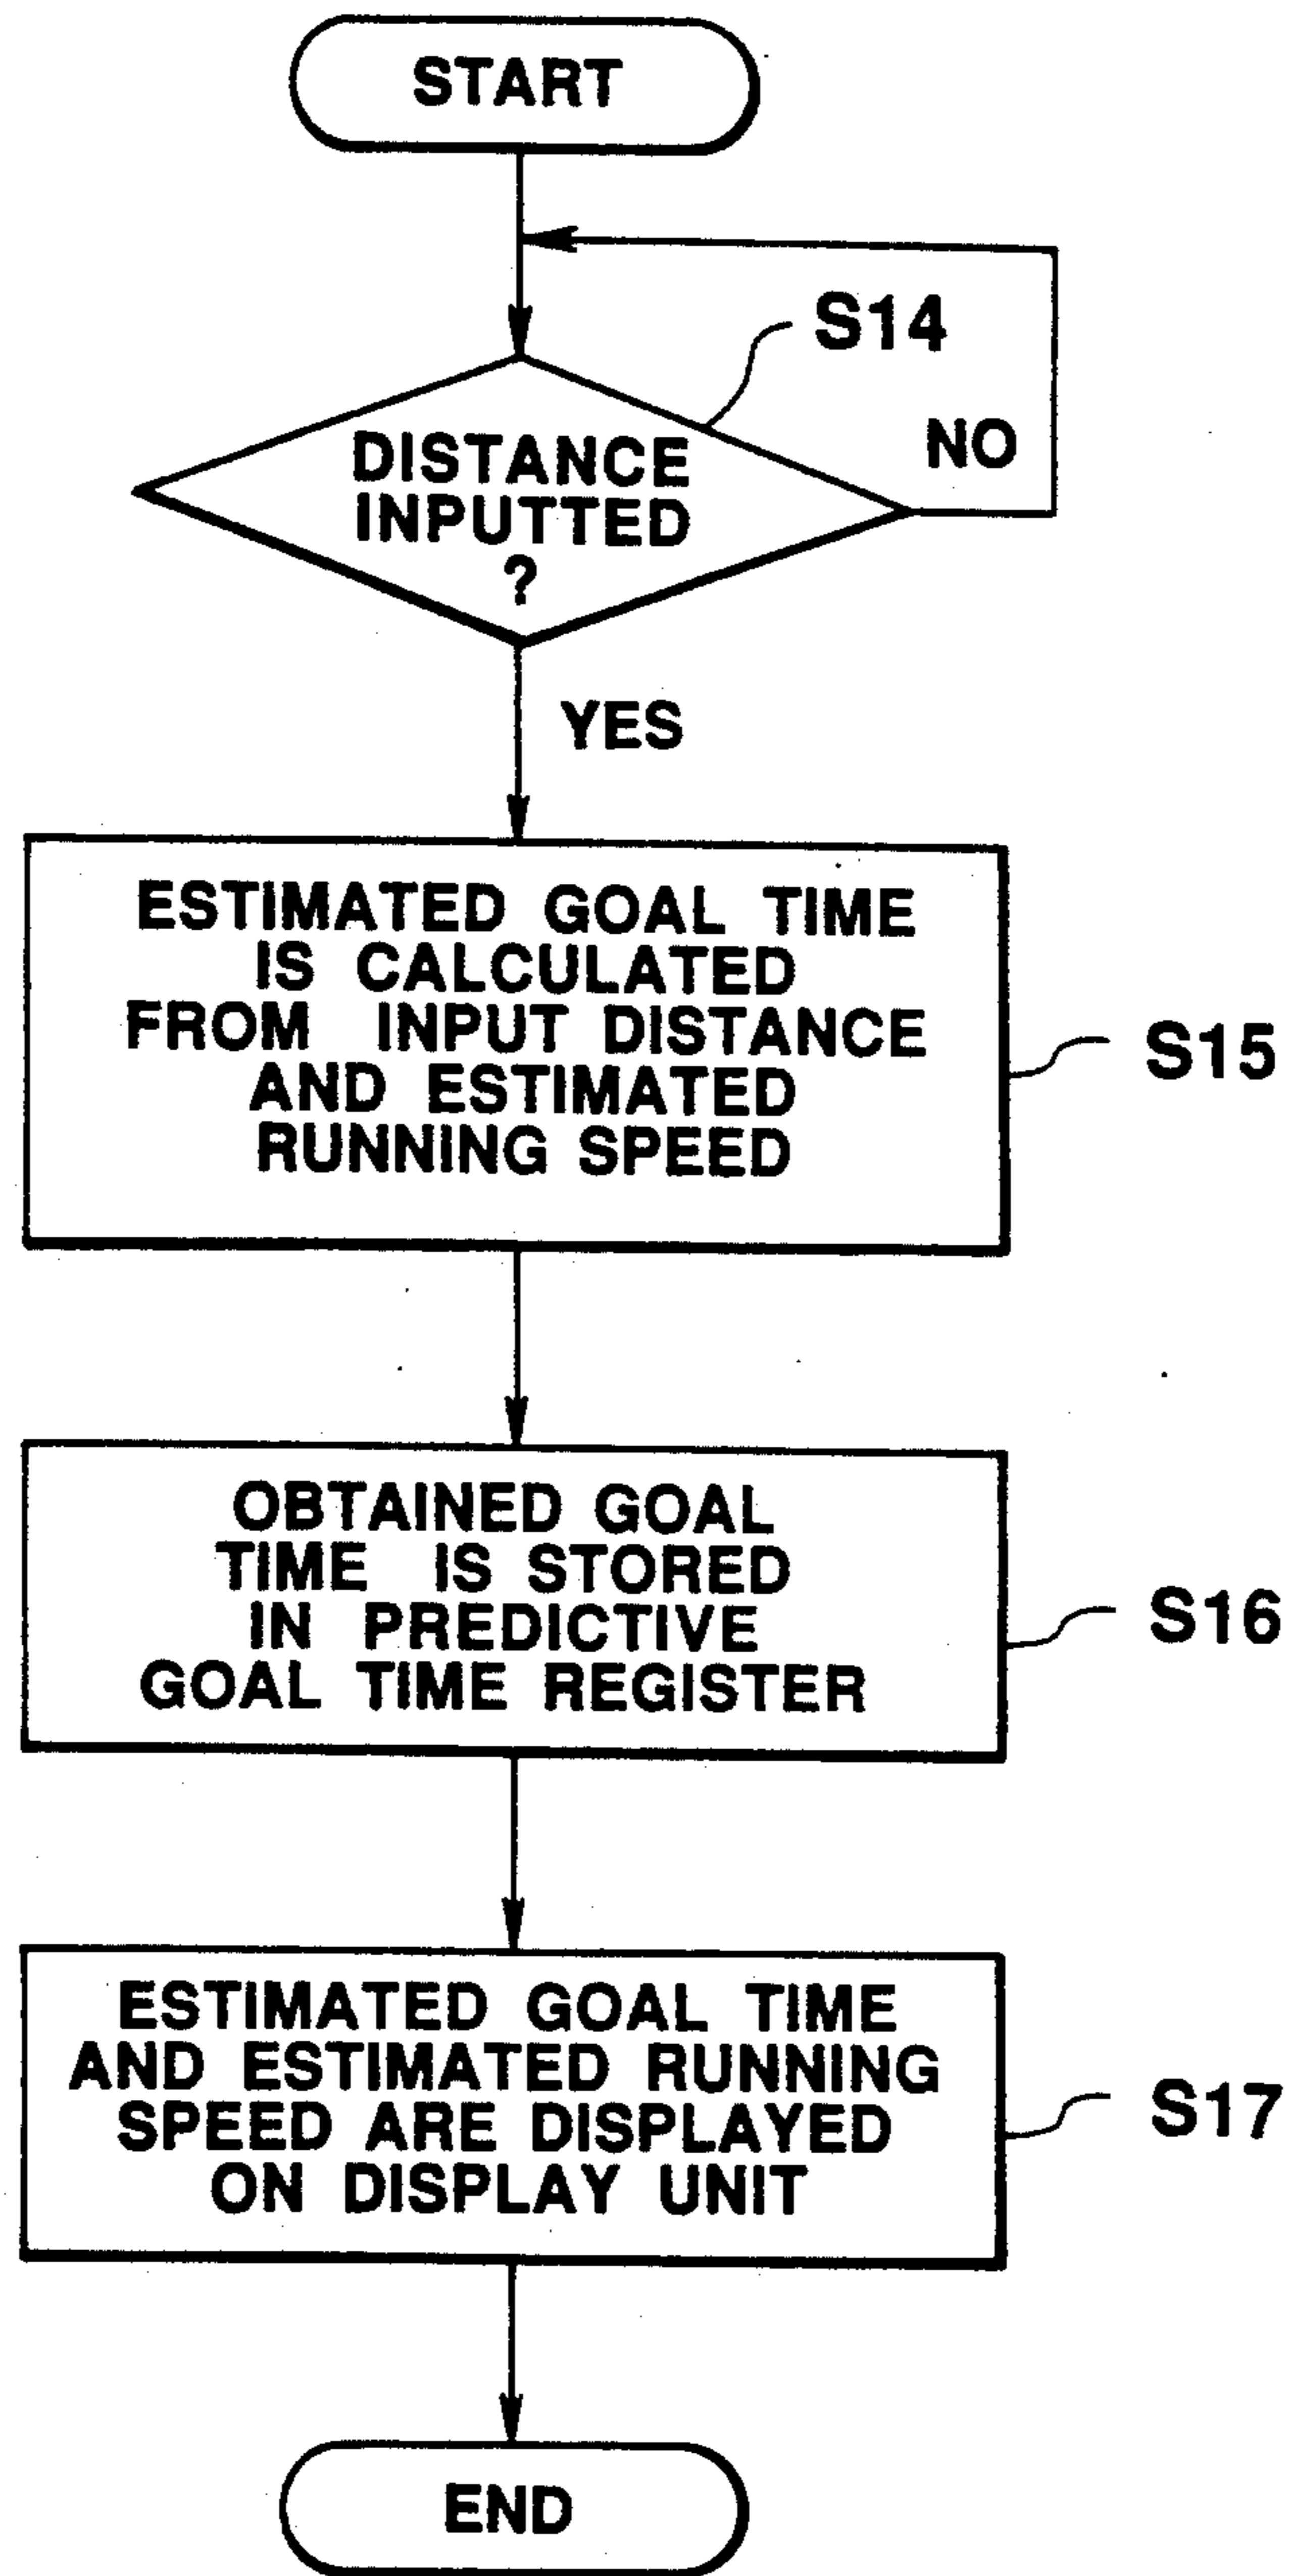 START
S14
NO
DISTANCE
INPUTTED
?
YES
ESTIMATED GOAL TIME
IS CALCULATED
FROM INPUT DISTANCE
AND ESTIMATED
RUNNING SPEED
S15
OBTAINED GOAL
TIME IS STORED
IN PREDICTIVE
GOAL TIME REGISTER
S16
ESTIMATED GOAL TIME
AND ESTIMATED RUNNING
SPEED ARE DISPLAYED
ON DISPLAY UNIT
S17
END